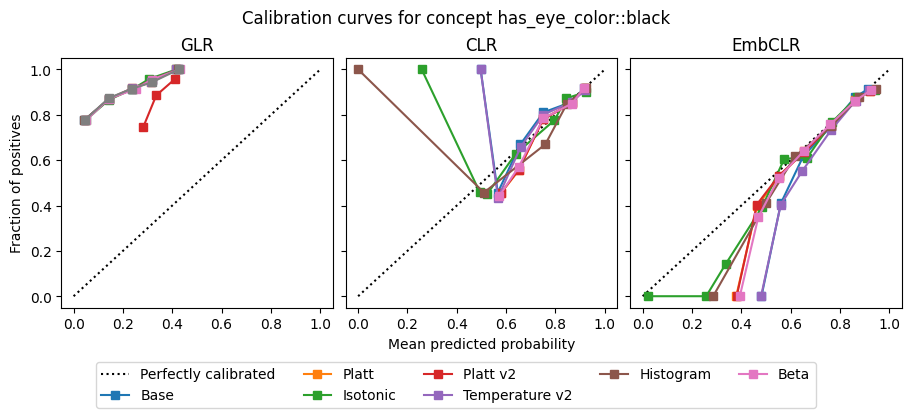 Calibration curves for concept has_eye_color::black
GLR
CLR
EmbCLR
Fraction of positives
1.0
0.8
0.6
0.4
0.2
0.0
0.0 0.2 0.4 0.6 0.8 1.0
0.0 0.2 0.4 0.6 0.8 1.0
0.0 0.2 0.4 0.6 0.8 1.0
Mean predicted probability
Perfectly calibrated
Base
Platt
Isotonic
Platt v2
Temperature v2
Histogram
Beta